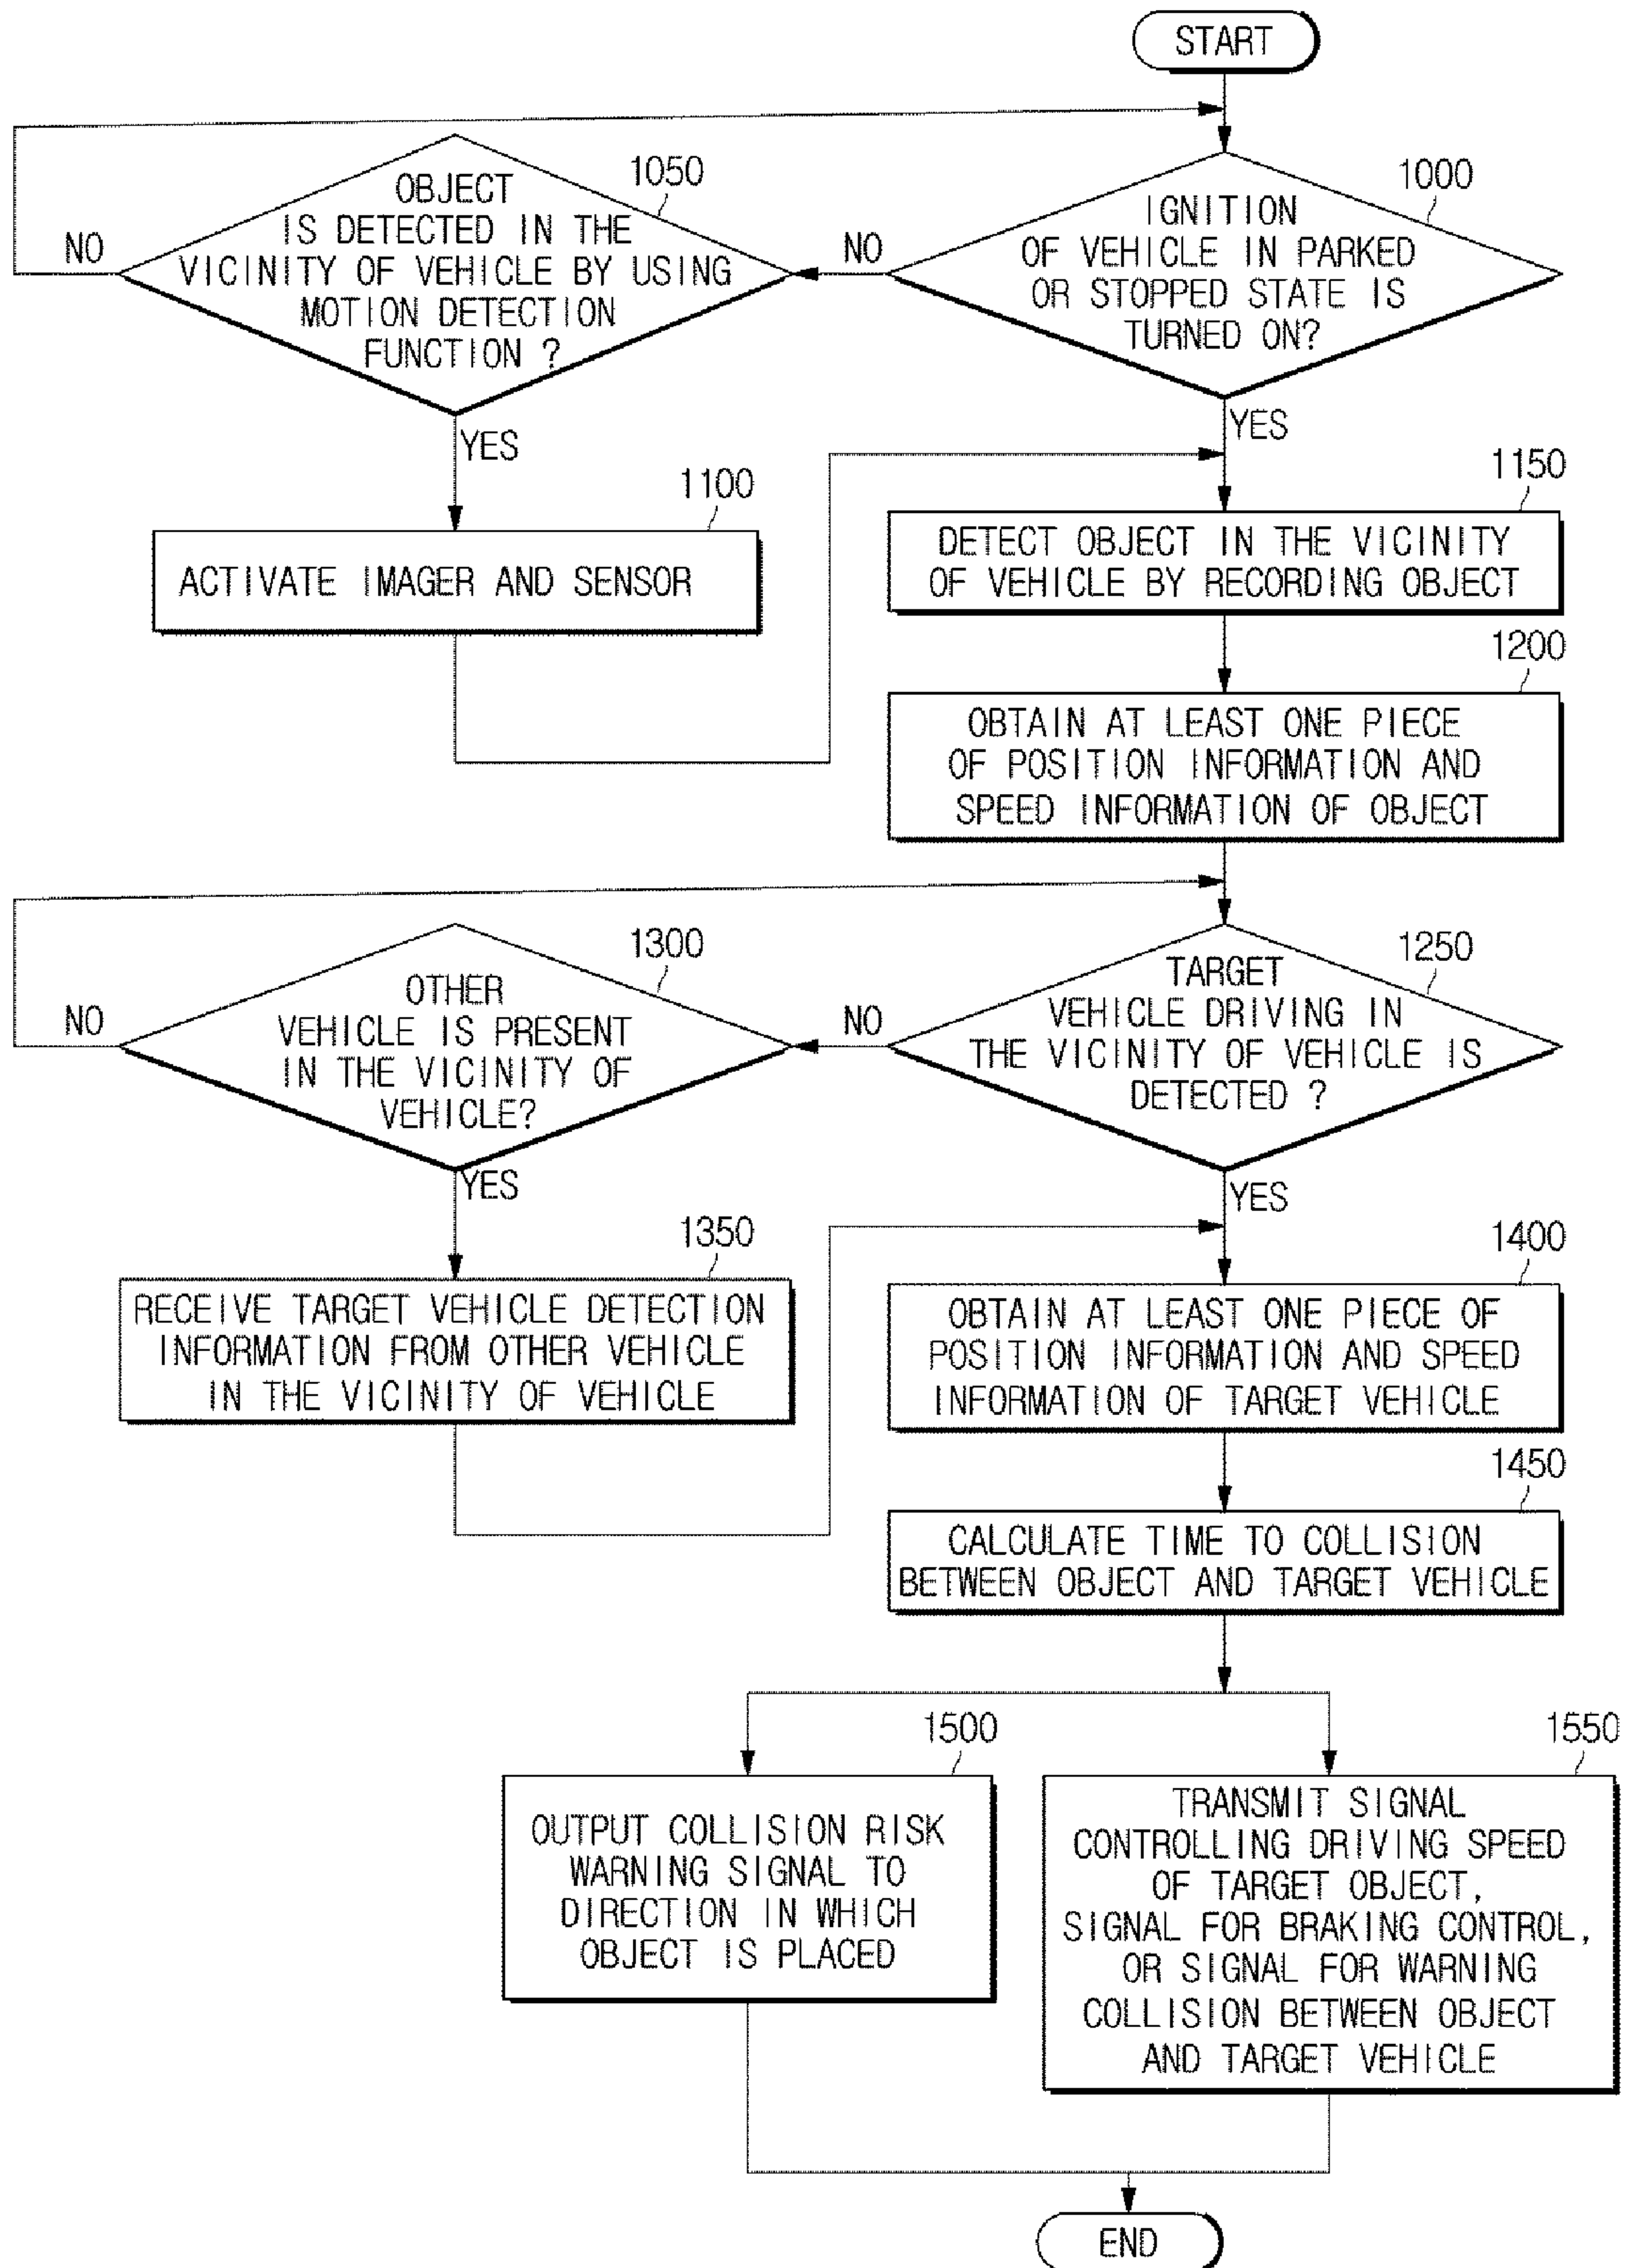 START
1050
OBJECT
IS DETECTED IN THE
VICINITY OF VEHICLE BY USING
MOTION DETECTION
FUNCTION ?
NO
YES
1000
IGNITION
OF VEHICLE IN PARKED
OR STOPPED STATE IS
TURNED ON?
NO
YES
1100
ACTIVATE IMAGER AND SENSOR
1150
DETECT OBJECT IN THE VICINITY
OF VEHICLE BY RECORDING OBJECT
1200
OBTAIN AT LEAST ONE PIECE
OF POSITION INFORMATION AND
SPEED INFORMATION OF OBJECT
1300
OTHER
VEHICLE IS PRESENT
IN THE VICINITY OF
VEHICLE?
NO
YES
1250
TARGET
VEHICLE DRIVING IN
THE VICINITY OF VEHICLE IS
DETECTED ?
NO
YES
1350
RECEIVE TARGET VEHICLE DETECTION
INFORMATION FROM OTHER VEHICLE
IN THE VICINITY OF VEHICLE
1400
OBTAIN AT LEAST ONE PIECE OF
POSITION INFORMATION AND SPEED
INFORMATION OF TARGET VEHICLE
1450
CALCULATE TIME TO COLLISION
BETWEEN OBJECT AND TARGET VEHICLE
1500
OUTPUT COLLISION RISK
WARNING SIGNAL TO
DIRECTION IN WHICH
OBJECT IS PLACED
1550
TRANSMIT SIGNAL
CONTROLLING DRIVING SPEED
OF TARGET OBJECT,
SIGNAL FOR BRAKING CONTROL,
OR SIGNAL FOR WARNING
COLLISION BETWEEN OBJECT
AND TARGET VEHICLE
END